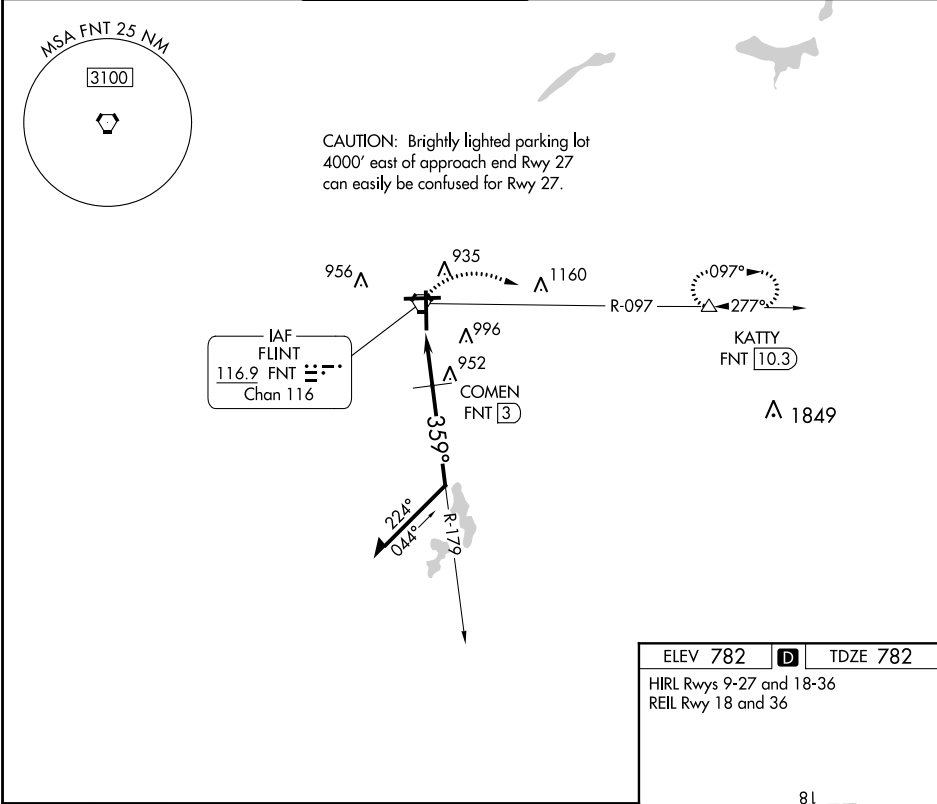 MSA FNT 25 NM
3100
CAUTION: Brightly lighted parking lot
4000' east of approach end Rwy 27
can easily be confused for Rwy 27.
956
935
1160
097°
R-097
277°
IAF
FLINT
116.9 FNT
Chan 116
996
952
COMEN
FNT 3
KATTY
FNT 10.3
1849
359°
224°
044°
R-179
ELEV 782 D TDZE 782
HIRL Rwys 9-27 and 18-36
REIL Rwy 18 and 36
18